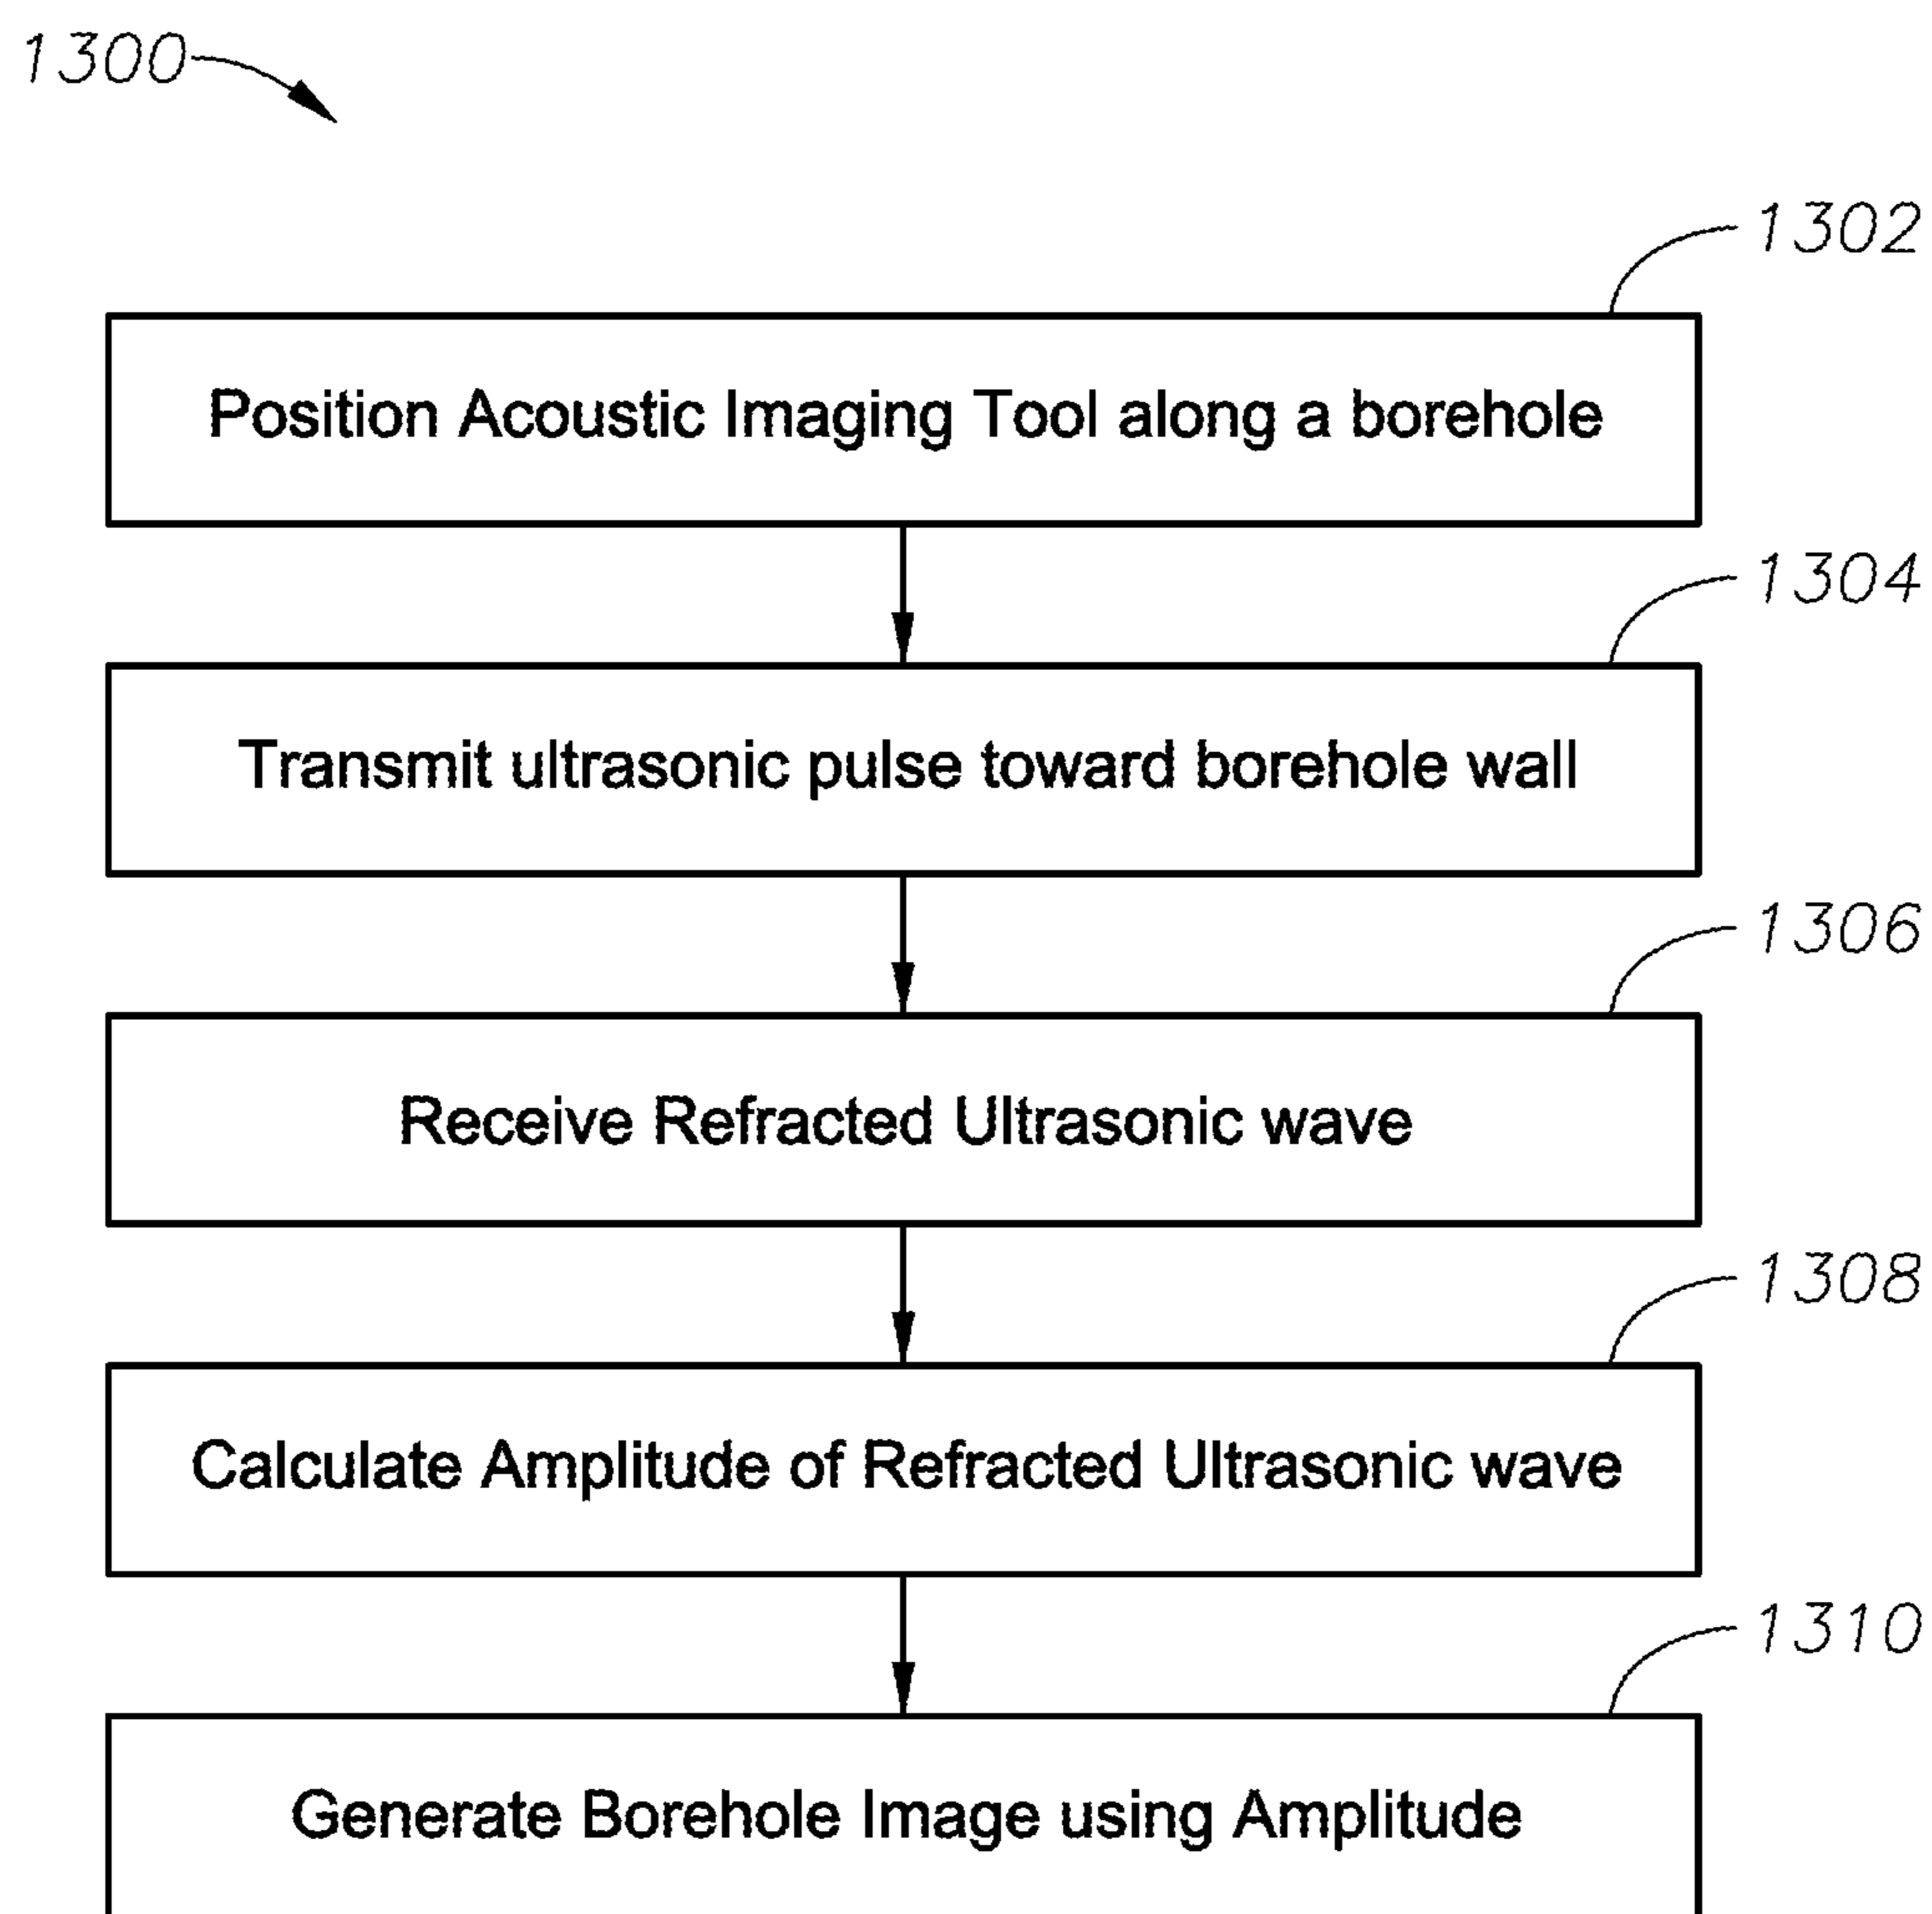 1300
1302
Position Acoustic Imaging Tool along a borehole
1304
Transmit ultrasonic pulse toward borehole wall
1306
Receive Refracted Ultrasonic wave
1308
Calculate Amplitude of Refracted Ultrasonic wave
1310
Generate Borehole Image using Amplitude